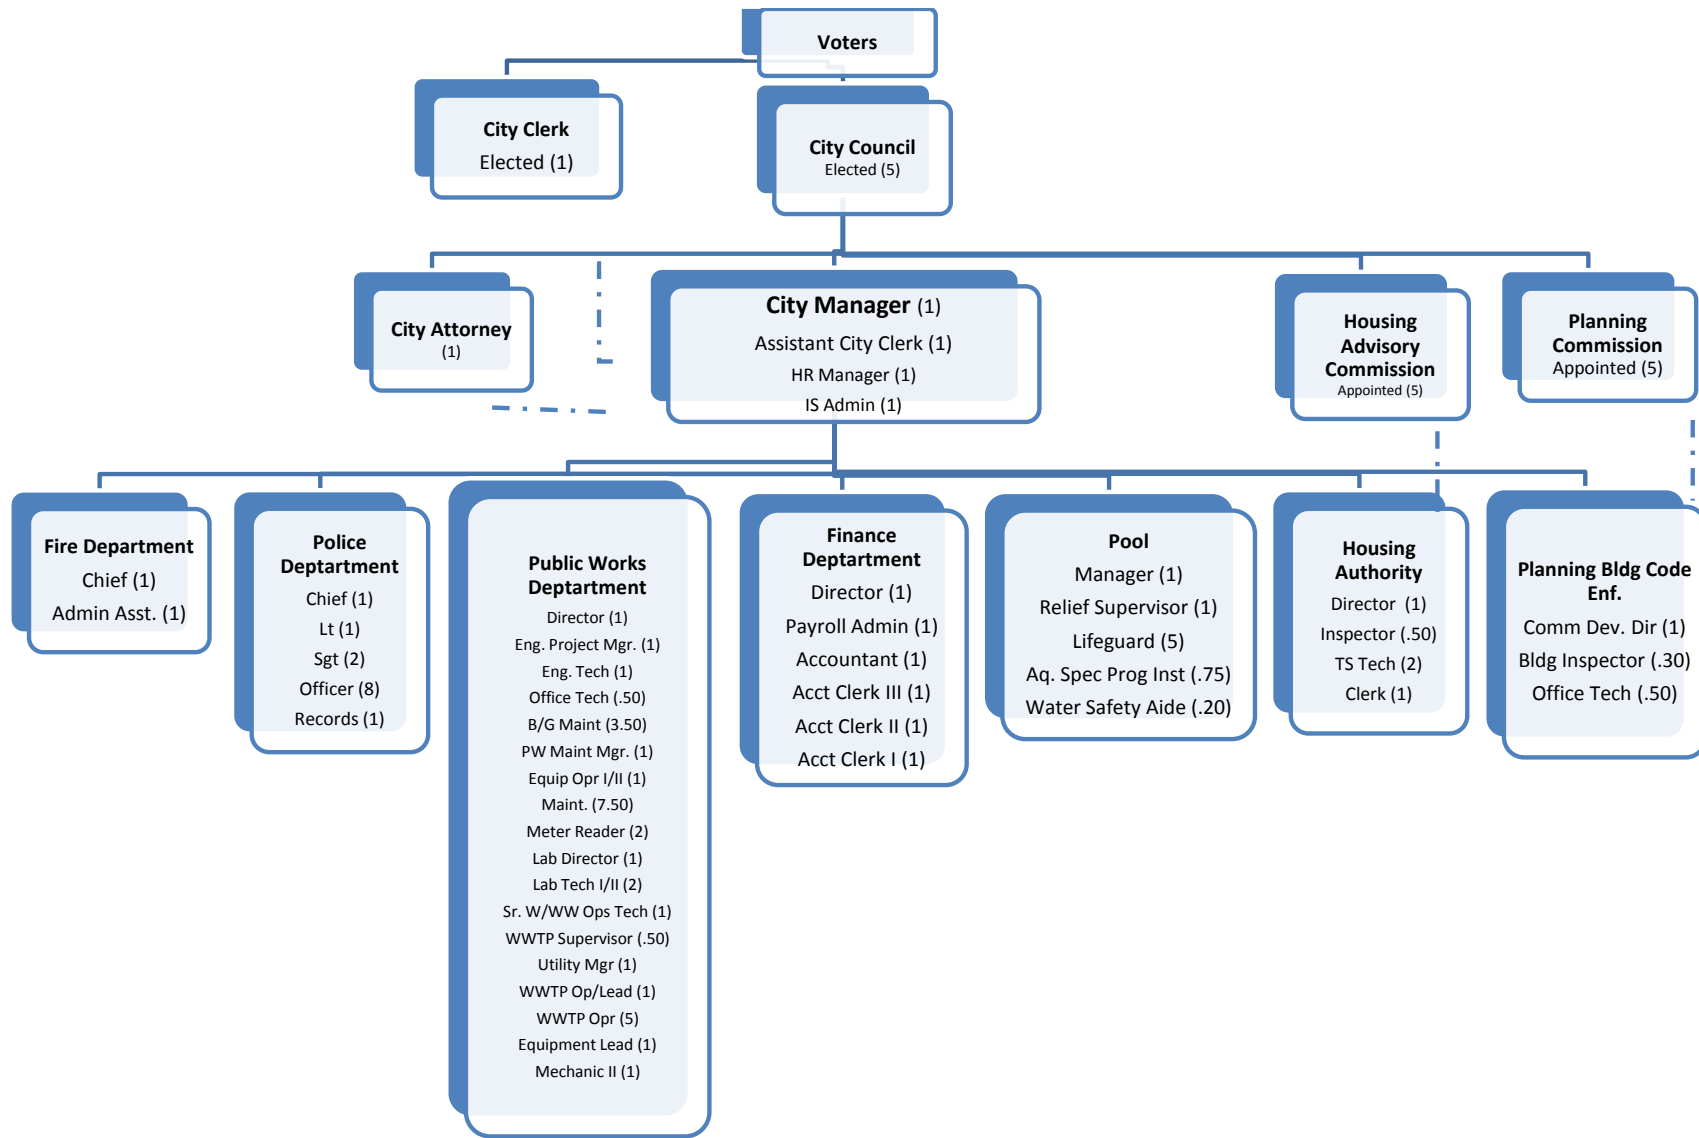 Voters
City Clerk
Elected (1)
City Council
Elected (5)
City Attorney
(1)
City Manager (1)
Assistant City Clerk (1)
HR Manager (1)
IS Admin (1)
Housing
Advisory
Commission
Appointed (5)
Planning
Commission
Appointed (5)
Fire Department
Chief (1)
Admin Asst. (1)
Police
Deptartment
Chief (1)
Lt (1)
Sgt (2)
Officer (8)
Records (1)
Public Works
Deptartment
Director (1)
Eng. Project Mgr. (1)
Eng. Tech (1)
Office Tech (.50)
B/G Maint (3.50)
PW Maint Mgr. (1)
Equip Opr I/II (1)
Maint. (7.50)
Meter Reader (2)
Lab Director (1)
Lab Tech I/II (2)
Sr. W/WW Ops Tech (1)
WWTP Supervisor (.50)
Utility Mgr (1)
WWTP Op/Lead (1)
WWTP Opr (5)
Equipment Lead (1)
Mechanic II (1)
Finance
Deptartment
Director (1)
Payroll Admin (1)
Accountant (1)
Acct Clerk III (1)
Acct Clerk II (1)
Acct Clerk I (1)
Pool
Manager (1)
Relief Supervisor (1)
Lifeguard (5)
Aq. Spec Prog Inst (.75)
Water Safety Aide (.20)
Housing
Authority
Director (1)
Inspector (.50)
TS Tech (2)
Clerk (1)
Planning Bldg Code
Enf.
Comm Dev. Dir (1)
Bldg Inspector (.30)
Office Tech (.50)